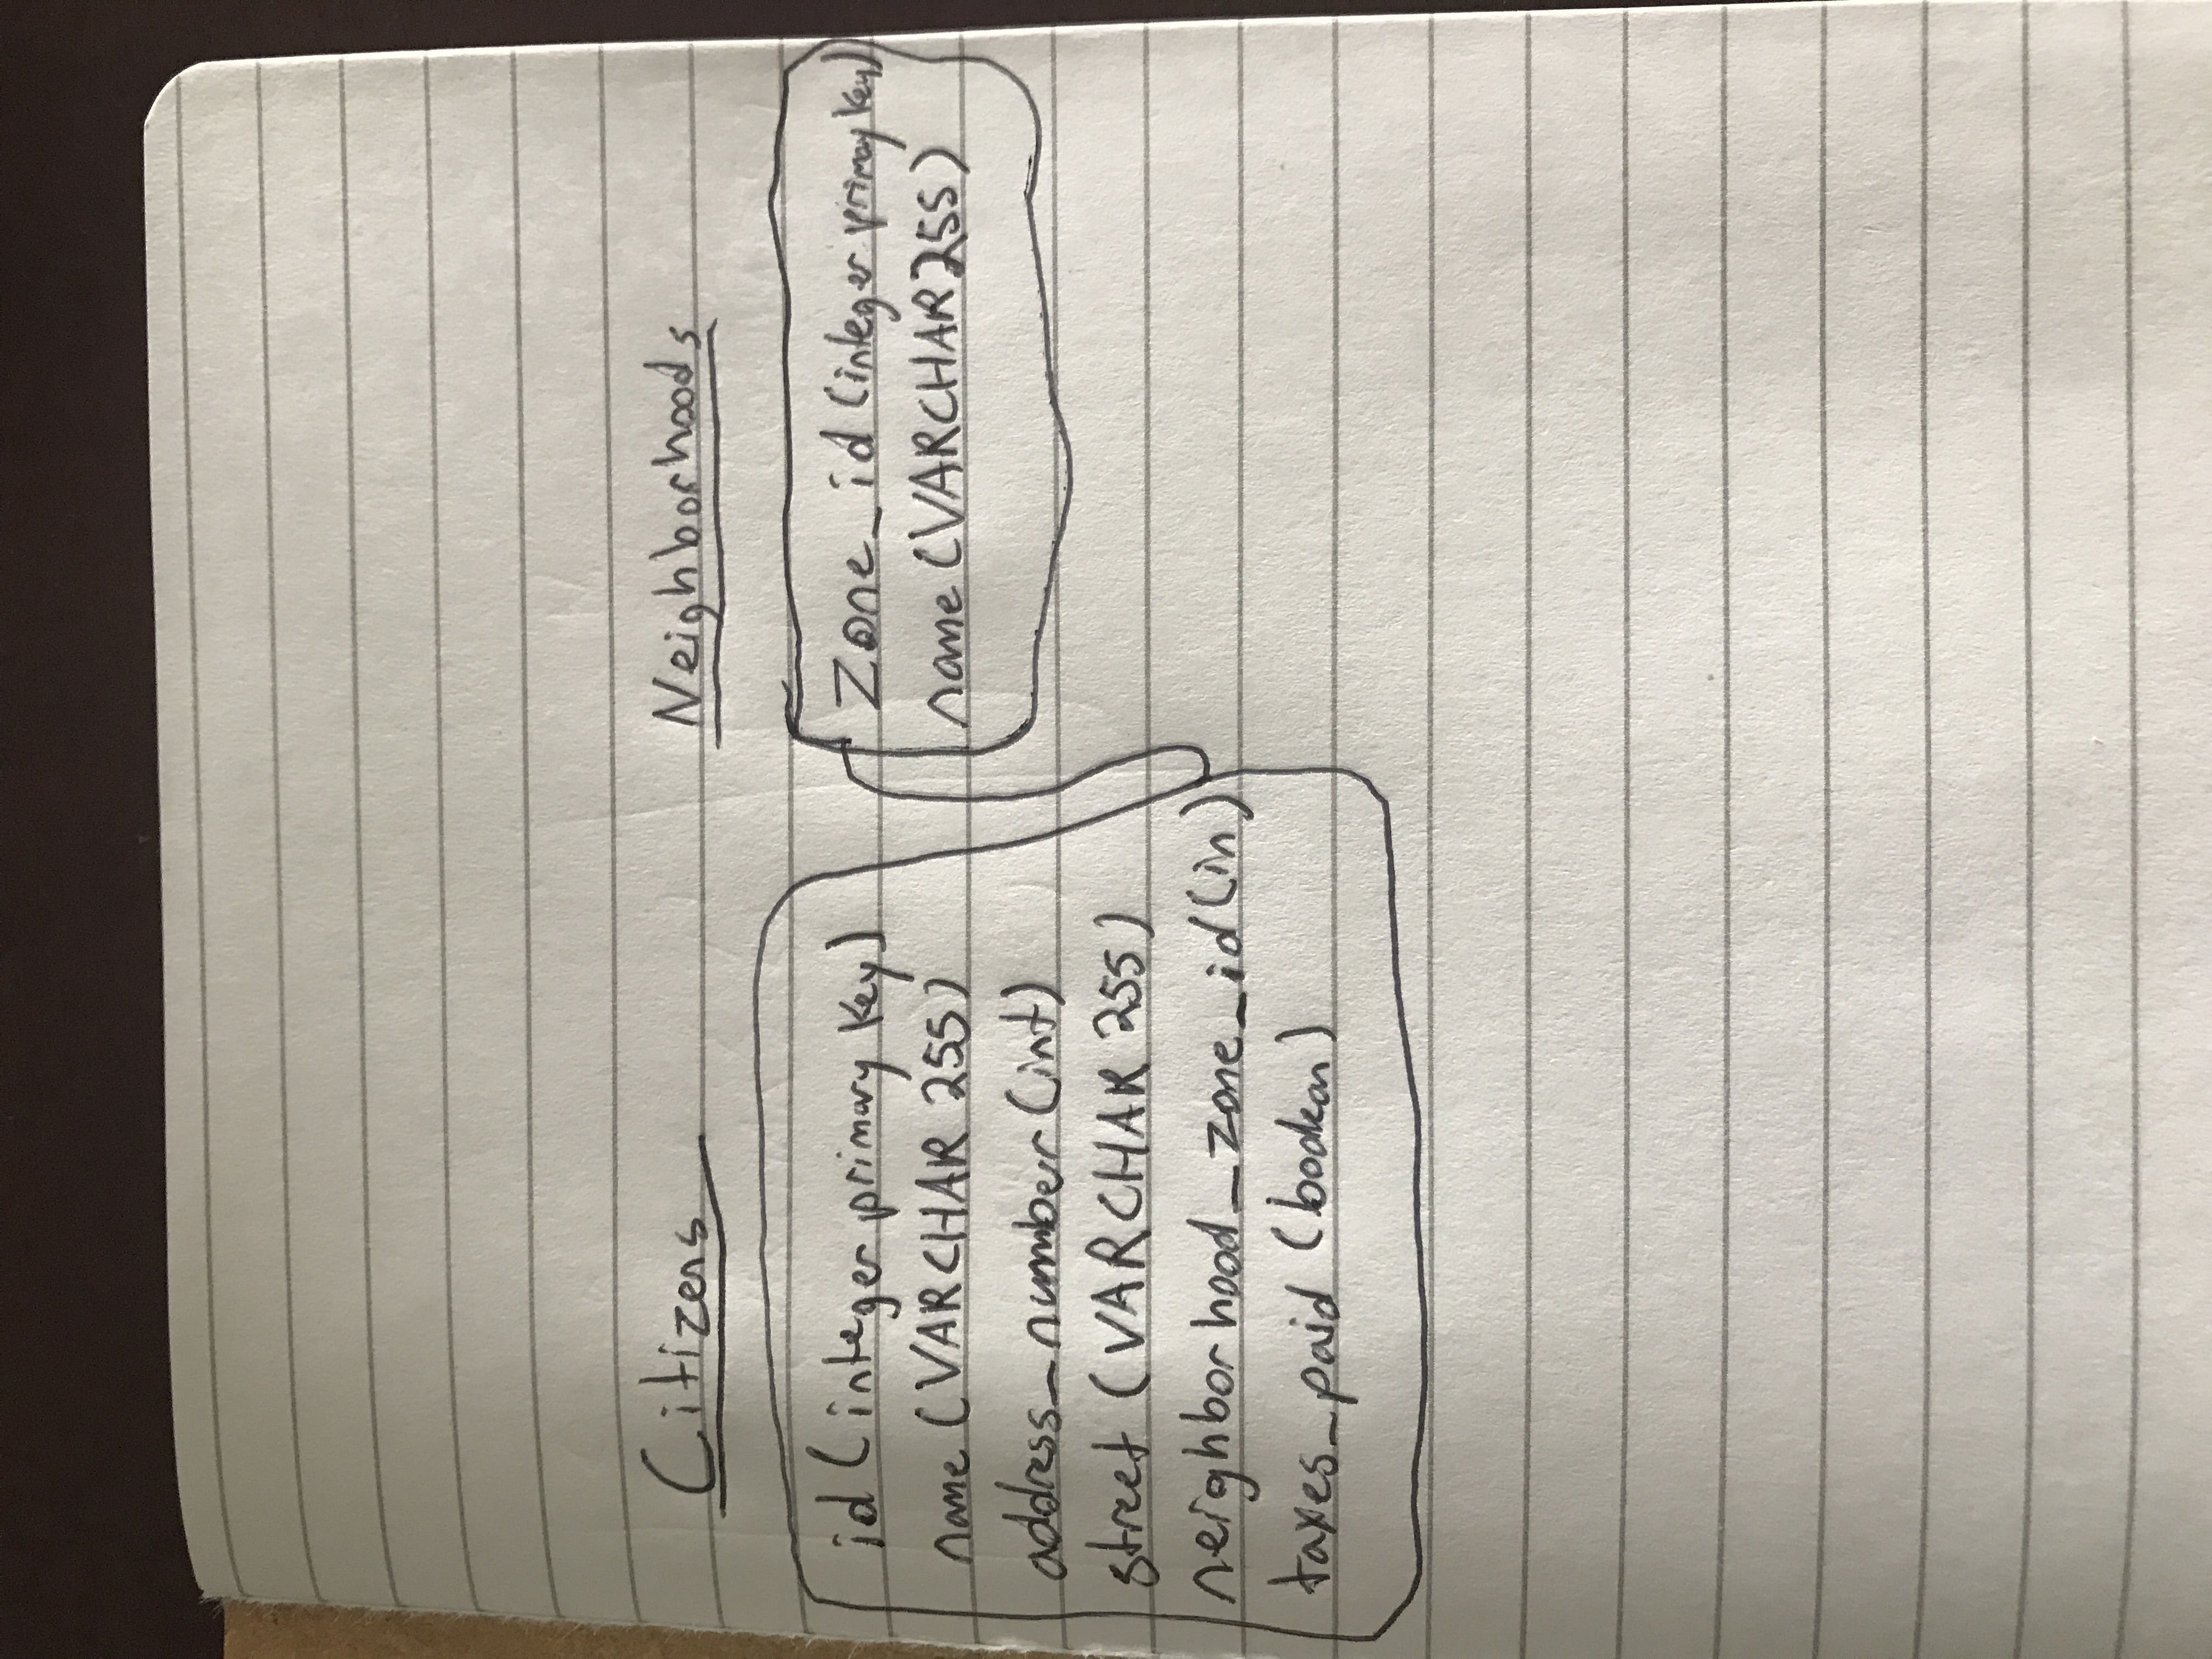 Citizens
id (integer primary key)
name (VARCHAR 255)
address_number (int)
street (VARCHAR 255)
neighborhood_zone_id (in)
taxes_paid (boolean)
Neighborhoods
zone_id (integer primary key)
name (VARCHAR 255)